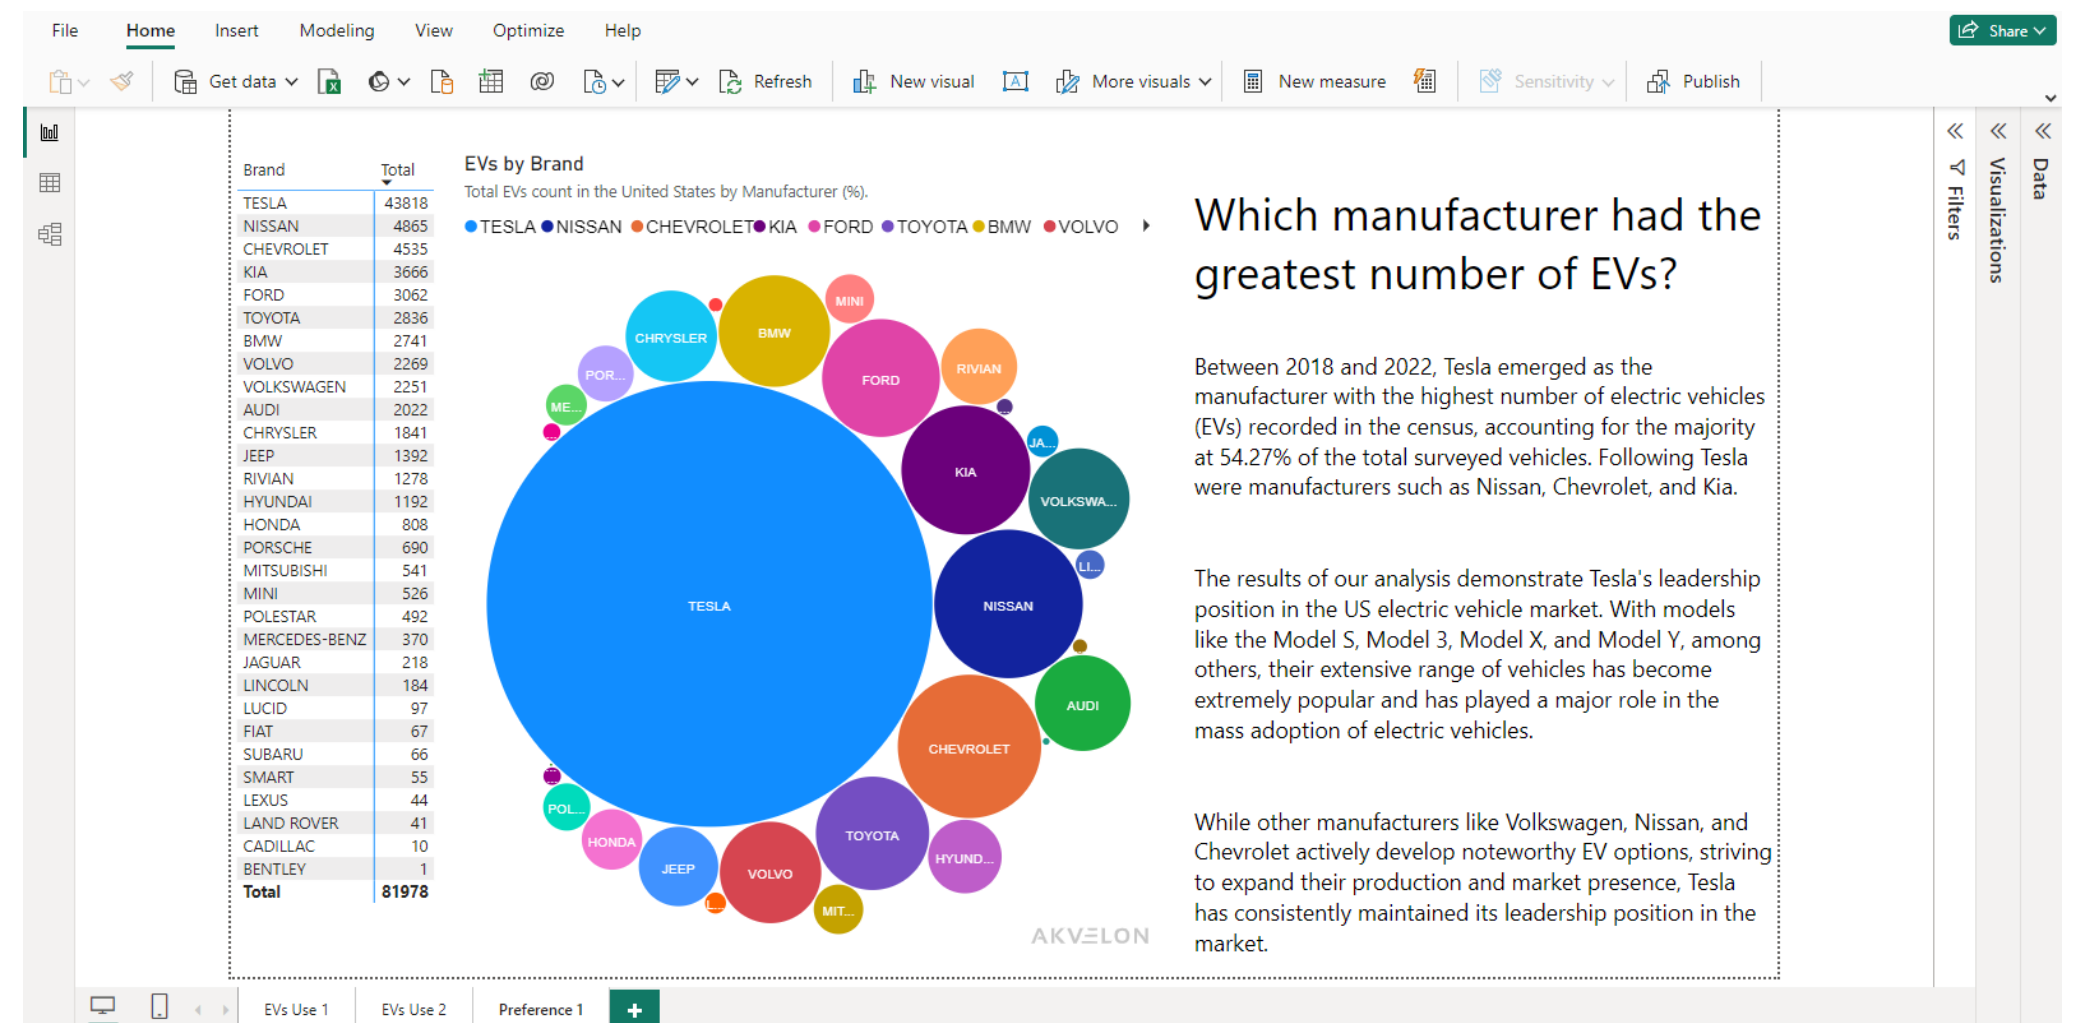 File Home Insert Modeling View Optimize Help Share
Get data Refresh New visual More visuals New measure Sensitivity Publish
Filters
Visualizations
Data
Brand Total
TESLA 43818
NISSAN 4865
CHEVROLET 4535
KIA 3666
FORD 3062
TOYOTA 2836
BMW 2741
VOLVO 2269
VOLKSWAGEN 2251
AUDI 2022
CHRYSLER 1841
JEEP 1392
RIVIAN 1278
HYUNDAI 1192
HONDA 808
PORSCHE 690
MITSUBISHI 541
MINI 526
POLESTAR 492
MERCEDES-BENZ 370
JAGUAR 218
LINCOLN 184
LUCID 97
FIAT 67
SUBARU 66
SMART 55
LEXUS 44
LAND ROVER 41
CADILLAC 10
BENTLEY 1
Total 81978
EVs by Brand
Total EVs count in the United States by Manufacturer (%).
TESLA NISSAN CHEVROLET KIA FORD TOYOTA BMW VOLVO
MINI
BMW
CHRYSLER
RIVIAN
POR...
FORD
ME...
JA...
KIA
VOLKSWA...
LI...
TESLA
NISSAN
AUDI
CHEVROLET
POL...
TOYOTA
HONDA
HYUND...
JEEP
VOLVO
L...
MIT...
AKVELON
Which manufacturer had the
greatest number of EVs?
Between 2018 and 2022, Tesla emerged as the
manufacturer with the highest number of electric vehicles
(EVs) recorded in the census, accounting for the majority
at 54.27% of the total surveyed vehicles. Following Tesla
were manufacturers such as Nissan, Chevrolet, and Kia.
The results of our analysis demonstrate Tesla's leadership
position in the US electric vehicle market. With models
like the Model S, Model 3, Model X, and Model Y, among
others, their extensive range of vehicles has become
extremely popular and has played a major role in the
mass adoption of electric vehicles.
While other manufacturers like Volkswagen, Nissan, and
Chevrolet actively develop noteworthy EV options, striving
to expand their production and market presence, Tesla
has consistently maintained its leadership position in the
market.
EVs Use 1 EVs Use 2 Preference 1